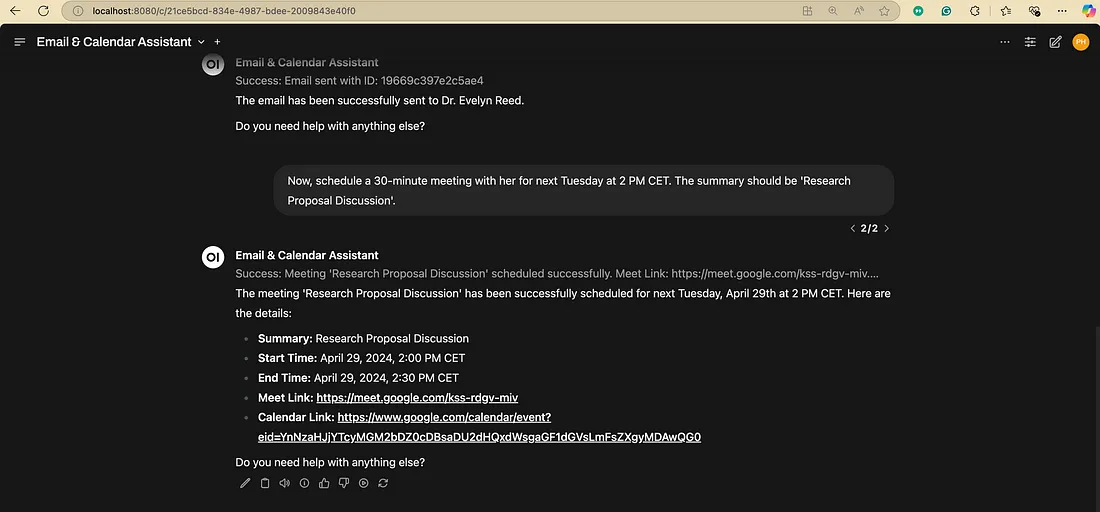 localhost:8080/c/21ce5bcd-834e-4987-bdee-2009843e40f0
Email & Calendar Assistant
PH
OI
Email & Calendar Assistant
Success: Email sent with ID: 19669c397e2c5ae4
The email has been successfully sent to Dr. Evelyn Reed.
Do you need help with anything else?
Now, schedule a 30-minute meeting with her for next Tuesday at 2 PM CET. The summary should be 'Research
Proposal Discussion'.
2/2
OI
Email & Calendar Assistant
Success: Meeting 'Research Proposal Discussion' scheduled successfully. Meet Link: https://meet.google.com/kss-rdgv-miv....
The meeting 'Research Proposal Discussion' has been successfully scheduled for next Tuesday, April 29th at 2 PM CET. Here are
the details:
Summary: Research Proposal Discussion
Start Time: April 29, 2024, 2:00 PM CET
End Time: April 29, 2024, 2:30 PM CET
Meet Link: https://meet.google.com/kss-rdgv-miv
Calendar Link: https://www.google.com/calendar/event?
eid=YnNzaHJjYTcyMGM2bDZ0cDBsaDU2dHQxdWsgaGF1dGVsLmFsZXgyMDAwQG0
Do you need help with anything else?